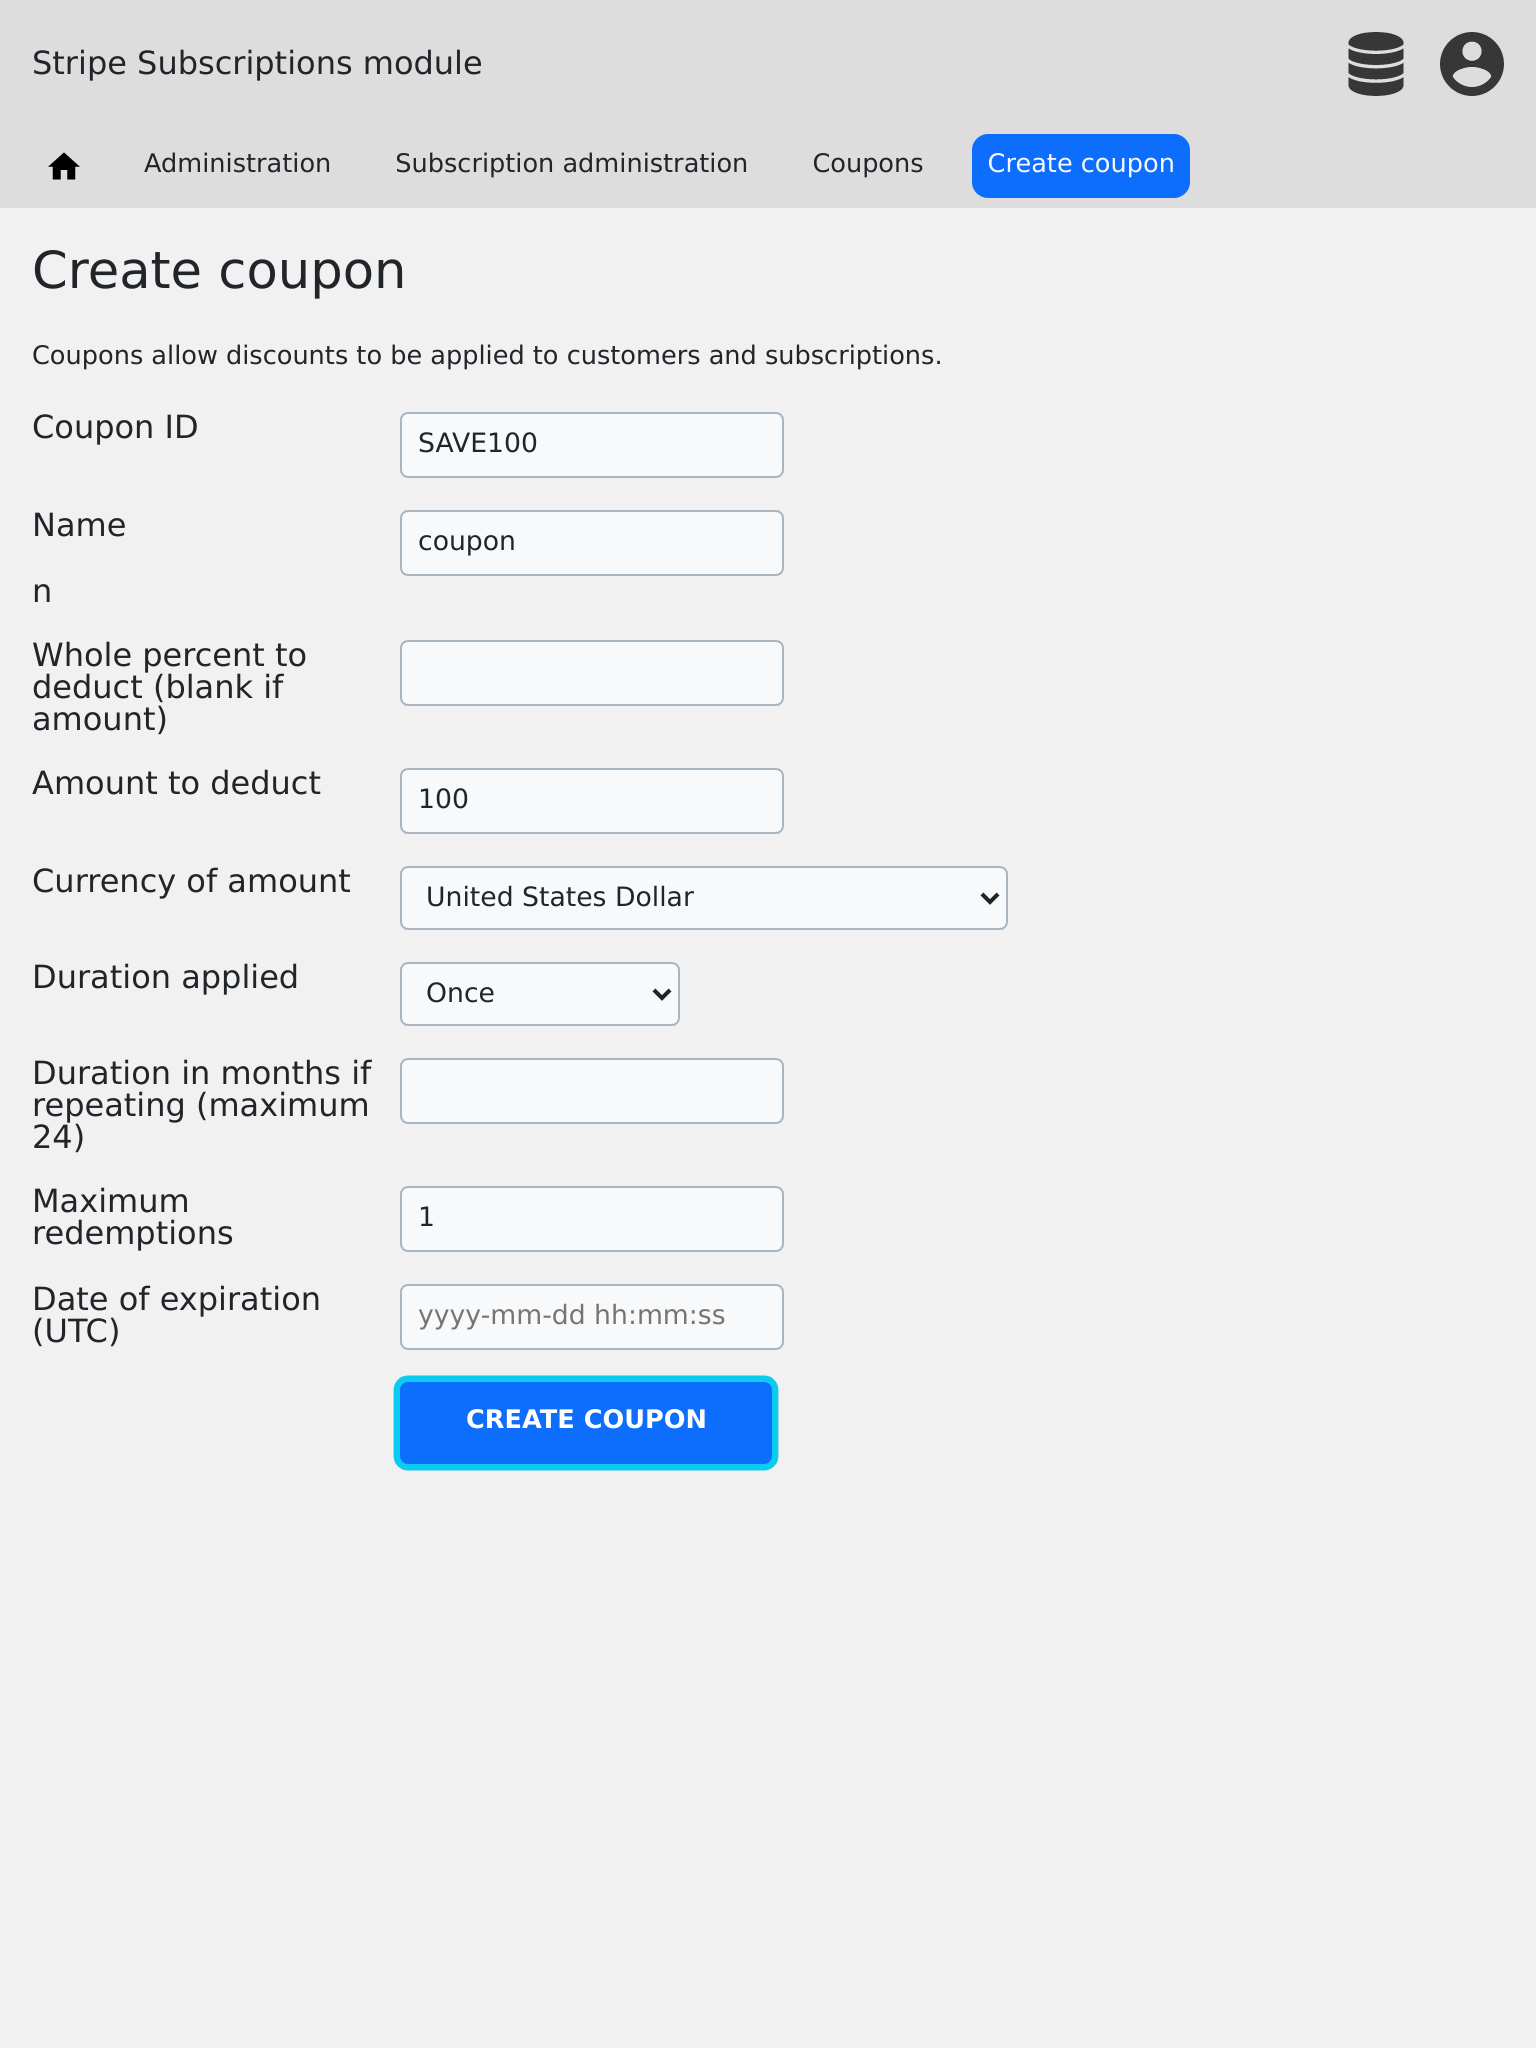 Stripe Subscriptions module
Administration Subscription administration Coupons Create coupon
Create coupon
Coupons allow discounts to be applied to customers and subscriptions.
Coupon ID
SAVE100
Name
coupon
n
Whole percent to
deduct (blank if
amount)
Amount to deduct
100
Currency of amount
United States Dollar
Duration applied
Once
Duration in months if
repeating (maximum
24)
Maximum
redemptions
1
Date of expiration
(UTC)
yyyy-mm-dd hh:mm:ss
CREATE COUPON